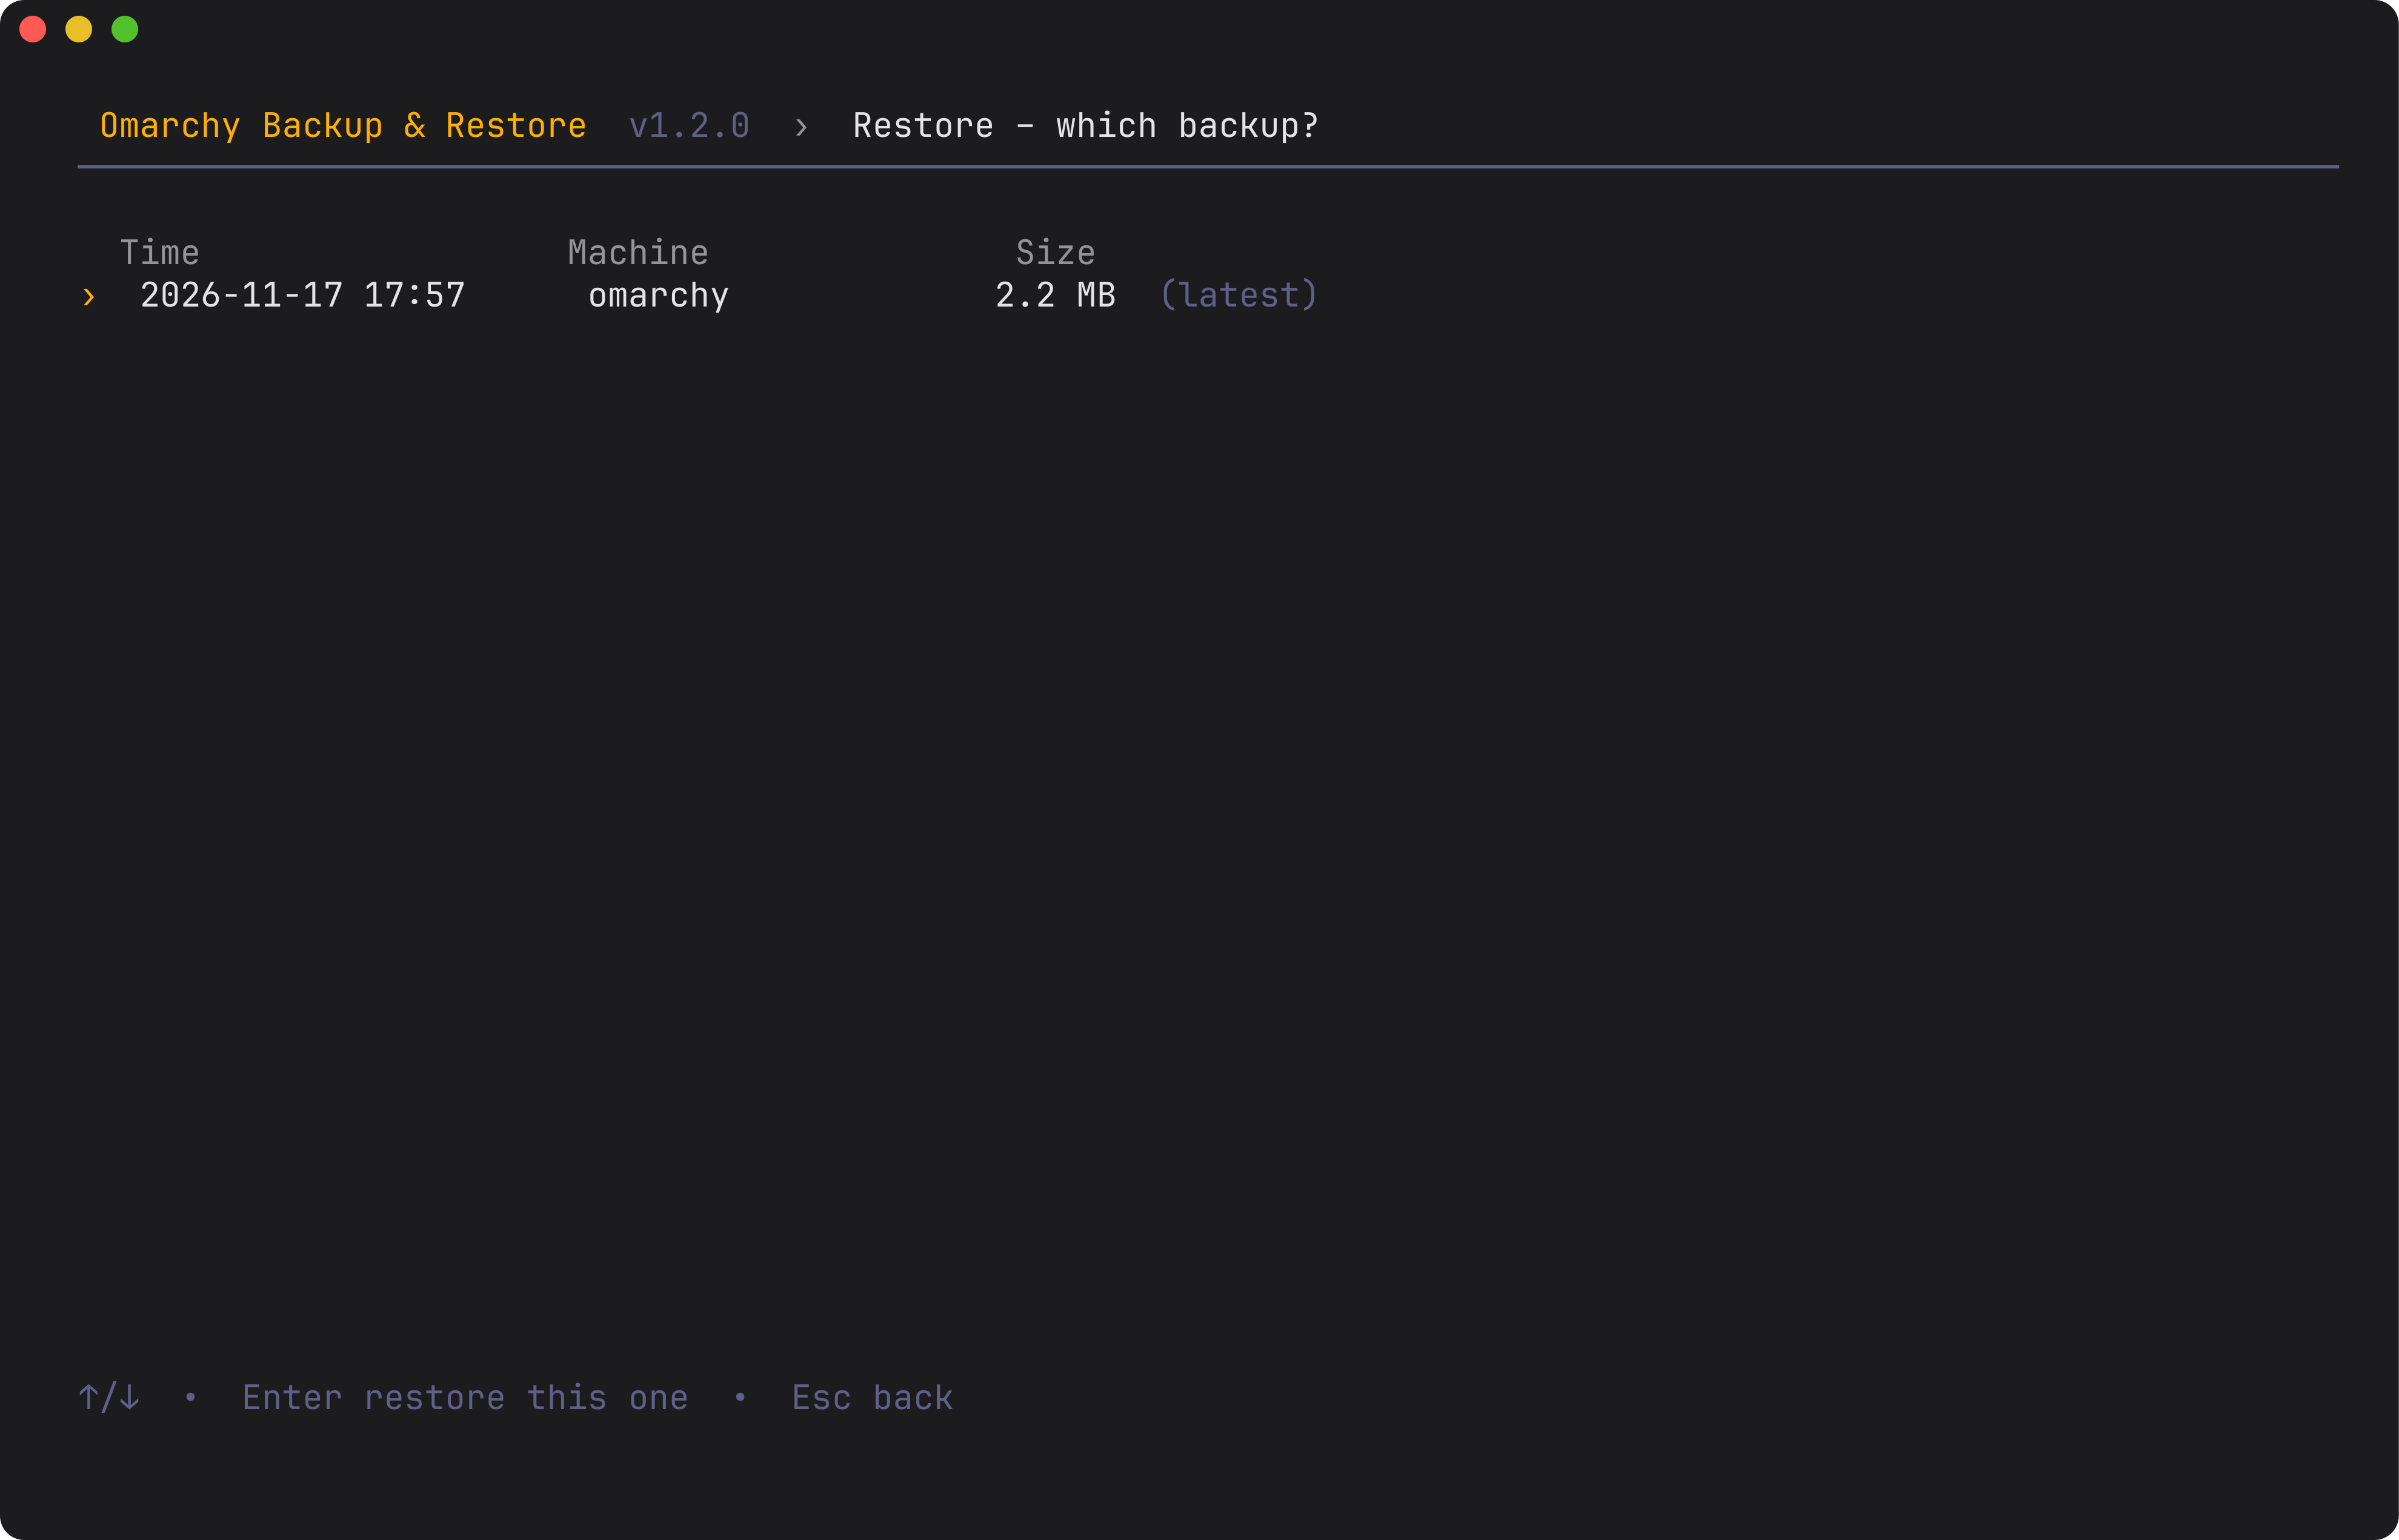 Omarchy Backup & Restore v1.2.0 › Restore - which backup?
Time Machine Size
› 2026-11-17 17:57 omarchy 2.2 MB (latest)
↑/↓ • Enter restore this one • Esc back